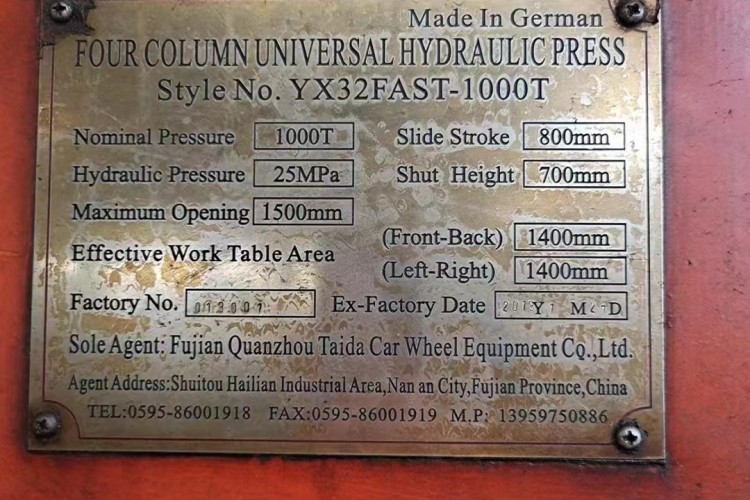 Made In German
FOUR COLUMN UNIVERSAL HYDRAULIC PRESS
Style No. YX32FAST-1000T
Nominal Pressure 1000T Slide Stroke 800mm
Hydraulic Pressure 25MPa Shut Height 700mm
Maximum Opening 1500mm
Effective Work Table Area
(Front-Back) 1400mm
(Left-Right) 1400mm
Factory No. Ex-Factory Date Y M D
Sole Agent: Fujian Quanzhou Taida Car Wheel Equipment Co.,Ltd.
Agent Address:Shuitou Hailian Industrial Area,Nan an City,Fujian Province,China
TEL:0595-86001918 FAX:0595-86001919 M.P: 13959750886